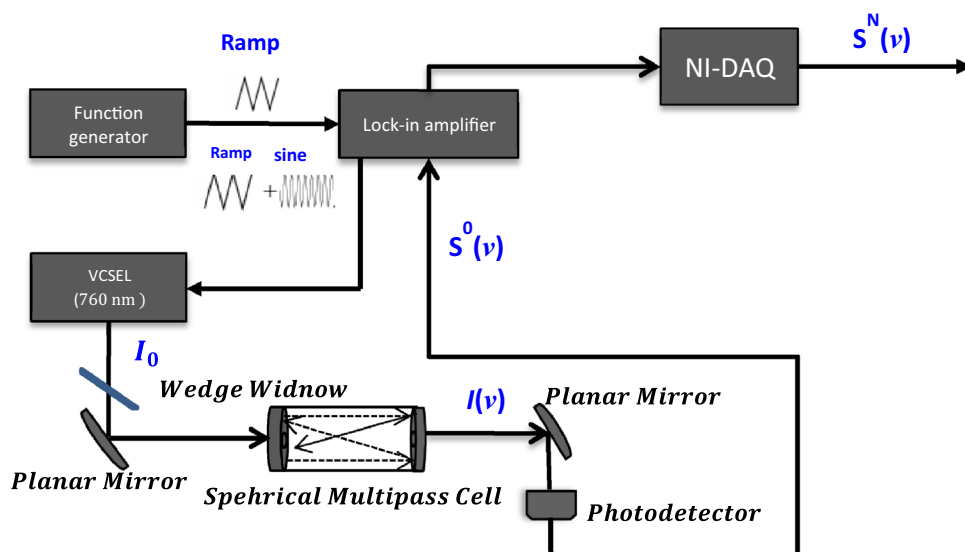 Ramp
S^N(v)
NI-DAQ
Function
generator
Lock-in amplifier
Ramp sine
+
S^0(v)
VCSEL
(760 nm )
I₀
Wedge Widnow
I(v)
Planar Mirror
Planar Mirror
Spehrical Multipass Cell
Photodetector